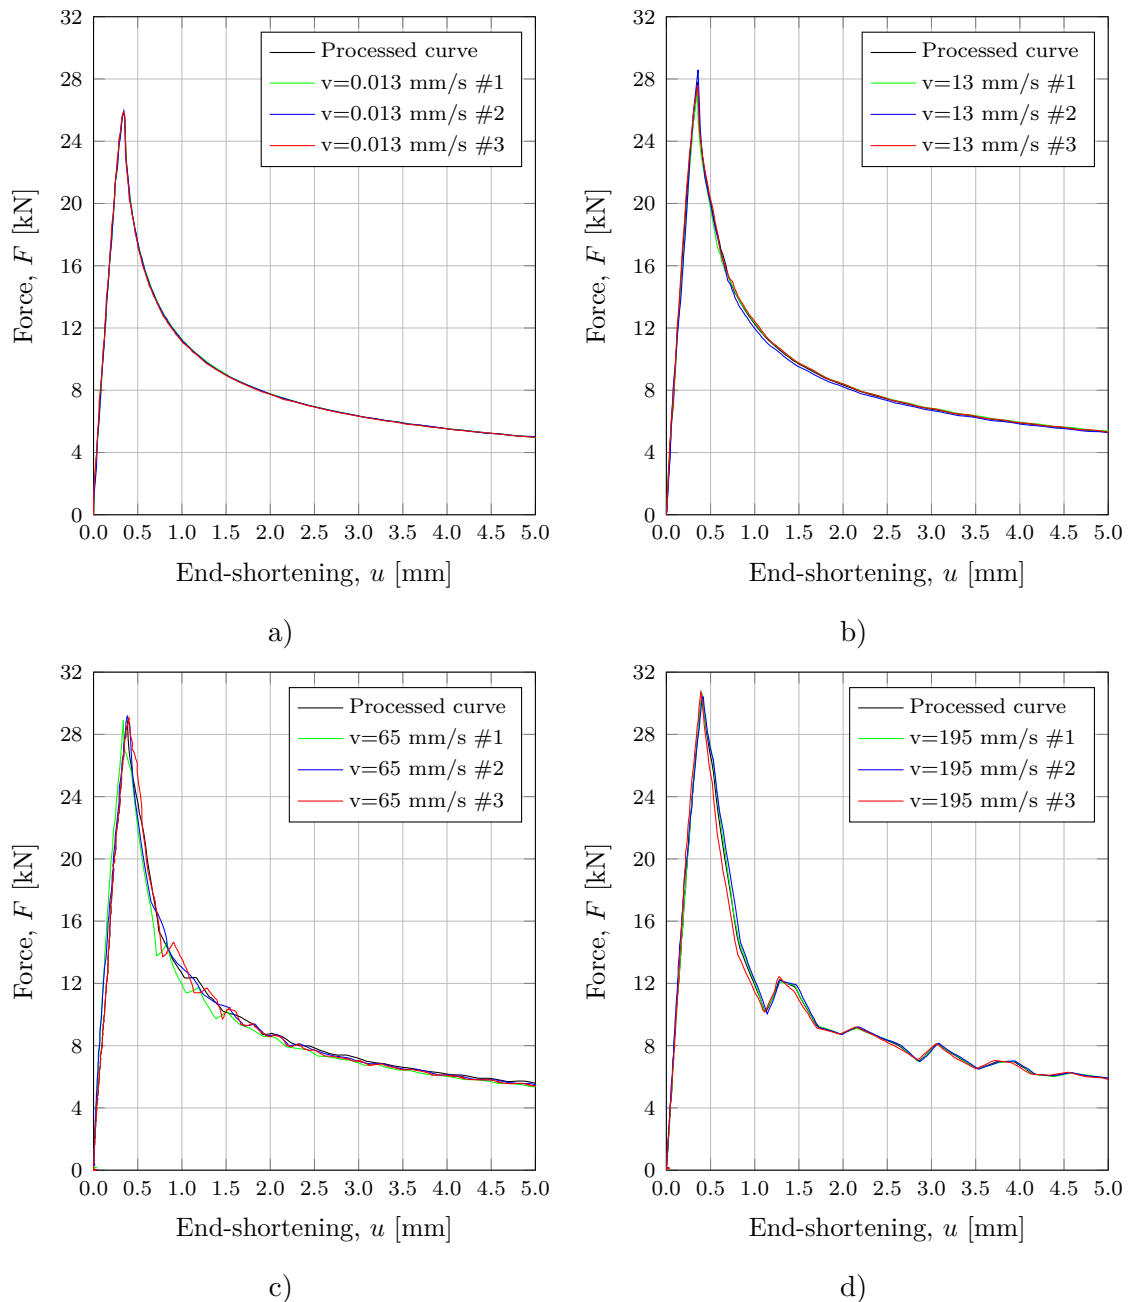 32
28
24
20
16
12
8
4
0
Force, F [kN]
Processed curve
v=0.013 mm/s #1
v=0.013 mm/s #2
v=0.013 mm/s #3
0.0 0.5 1.0 1.5 2.0 2.5 3.0 3.5 4.0 4.5 5.0
End-shortening, u [mm]
a)
32
28
24
20
16
12
8
4
0
Force, F [kN]
Processed curve
v=13 mm/s #1
v=13 mm/s #2
v=13 mm/s #3
0.0 0.5 1.0 1.5 2.0 2.5 3.0 3.5 4.0 4.5 5.0
End-shortening, u [mm]
b)
32
28
24
20
16
12
8
4
0
Force, F [kN]
Processed curve
v=65 mm/s #1
v=65 mm/s #2
v=65 mm/s #3
0.0 0.5 1.0 1.5 2.0 2.5 3.0 3.5 4.0 4.5 5.0
End-shortening, u [mm]
c)
32
28
24
20
16
12
8
4
0
Force, F [kN]
Processed curve
v=195 mm/s #1
v=195 mm/s #2
v=195 mm/s #3
0.0 0.5 1.0 1.5 2.0 2.5 3.0 3.5 4.0 4.5 5.0
End-shortening, u [mm]
d)